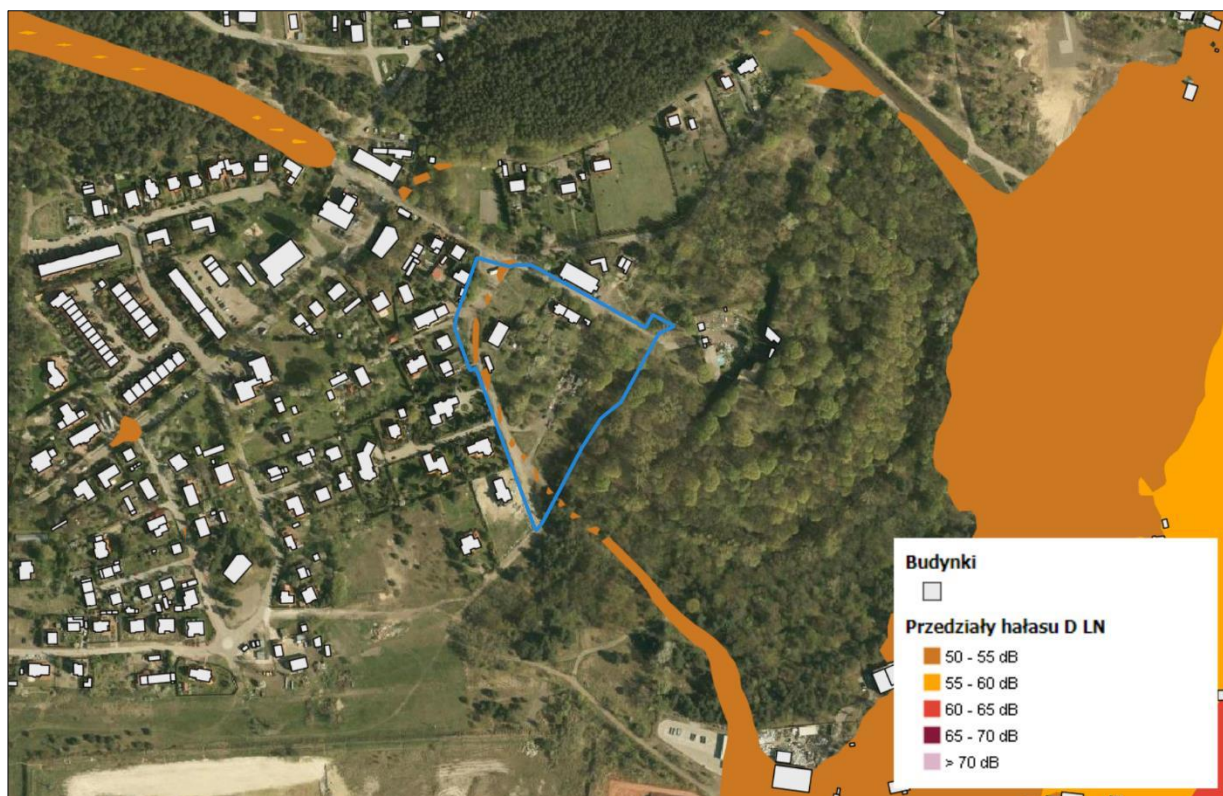 Budynki
Przedziały hałasu D LN
50 - 55 dB
55 - 60 dB
60 - 65 dB
65 - 70 dB
> 70 dB